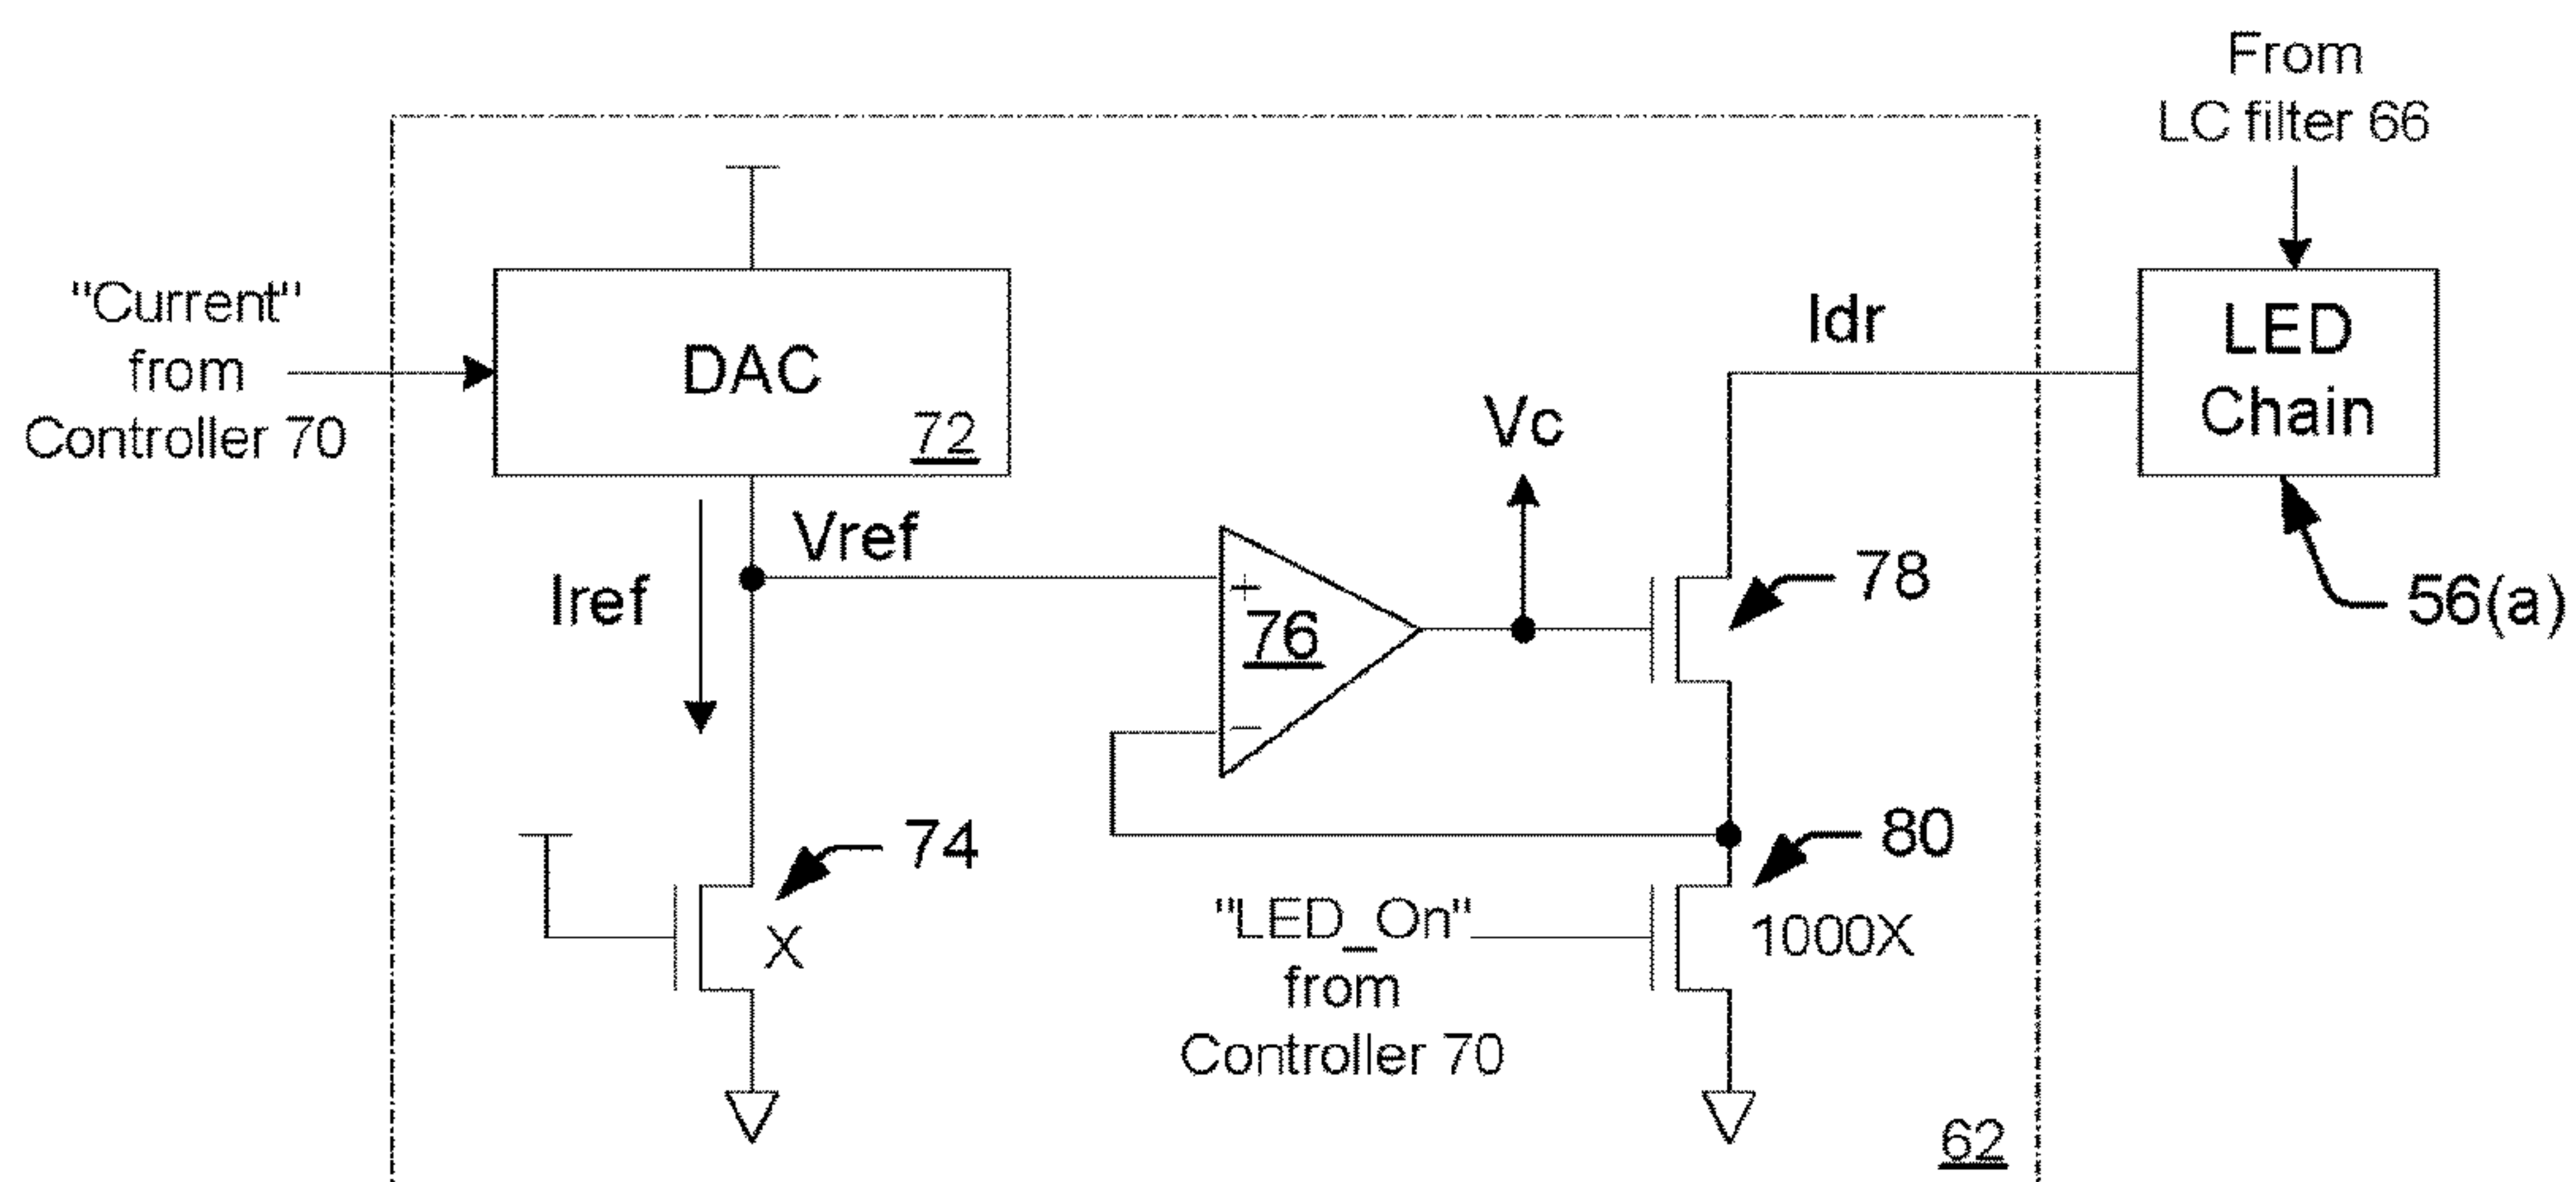 From
LC filter 66
"Current"
from
Controller 70
DAC
72
Idr
LED
Chain
Vc
Vref
Iref
+
76
−
78
56(a)
74
80
X
"LED_On"
from
Controller 70
1000X
62